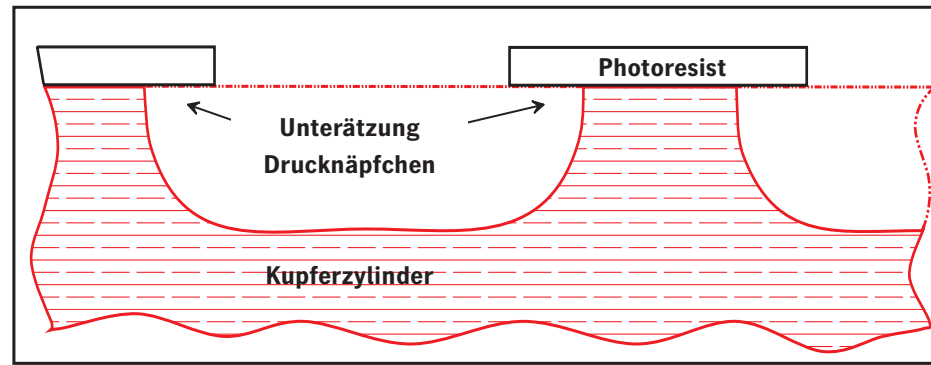 Photoresist
Unterätzung
Drucknäpfchen
Kupferzylinder